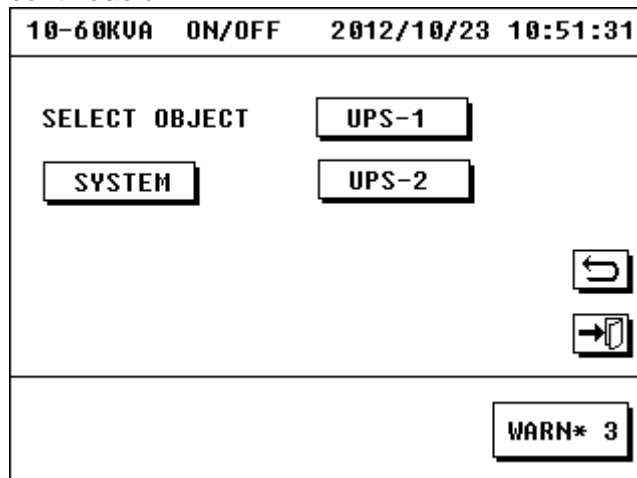 10-60KVA ON/OFF 2012/10/23 10:51:31
SELECT OBJECT UPS-1
SYSTEM UPS-2
WARN* 3